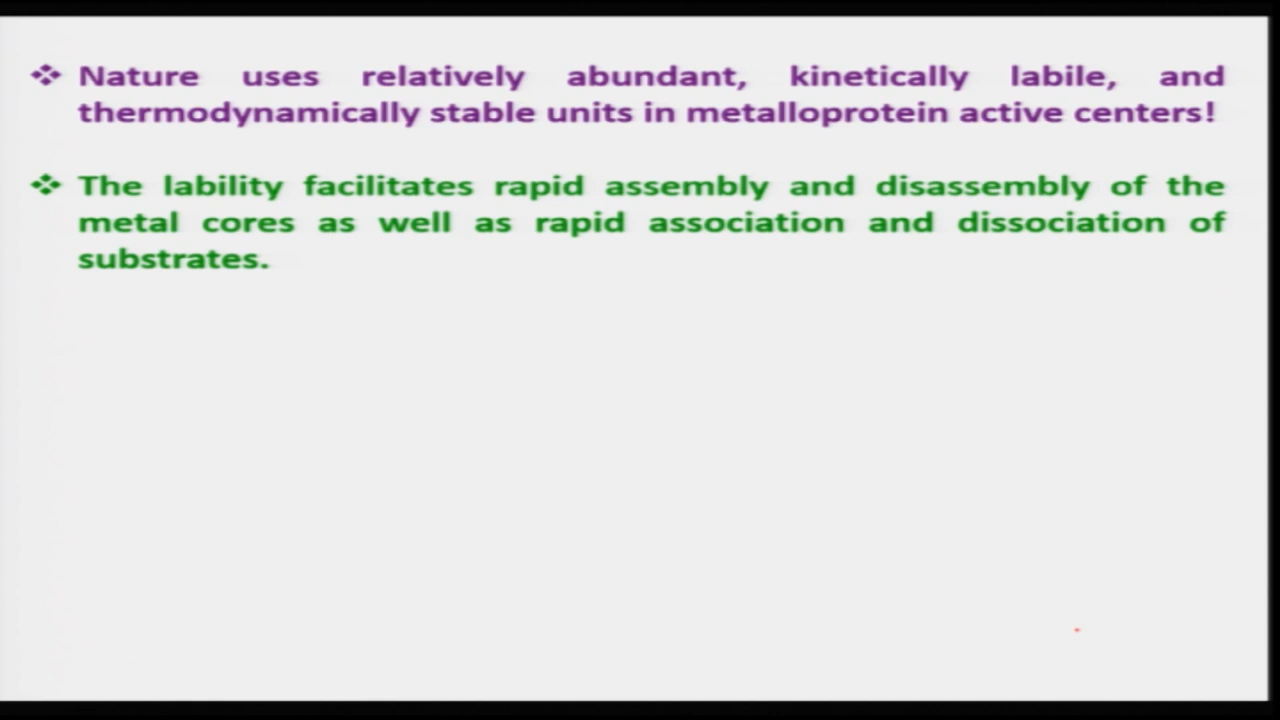 ❖ Nature uses relatively abundant, kinetically labile, and
thermodynamically stable units in metalloprotein active centers!
❖ The lability facilitates rapid assembly and disassembly of the
metal cores as well as rapid association and dissociation of
substrates.